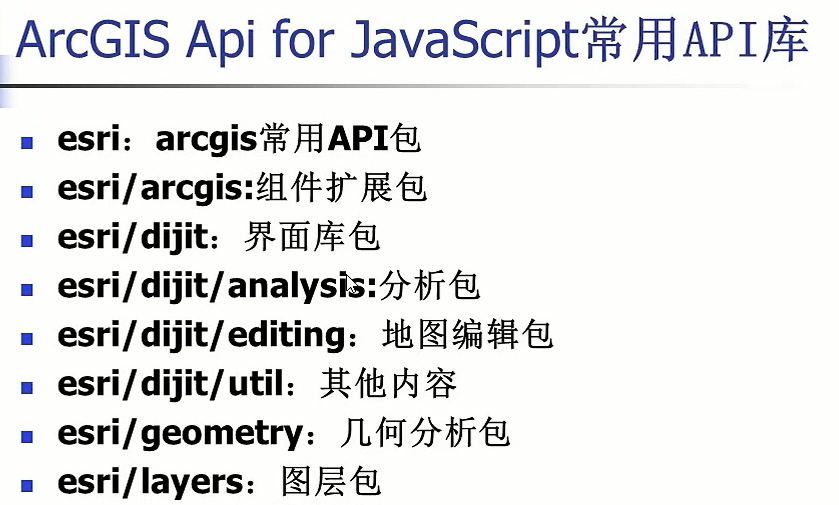 ArcGIS Api for JavaScript常用API库
esri：arcgis常用API包
esri/arcgis:组件扩展包
esri/dijit：界面库包
esri/dijit/analysis:分析包
esri/dijit/editing：地图编辑包
esri/dijit/util：其他内容
esri/geometry：几何分析包
esri/layers：图层包